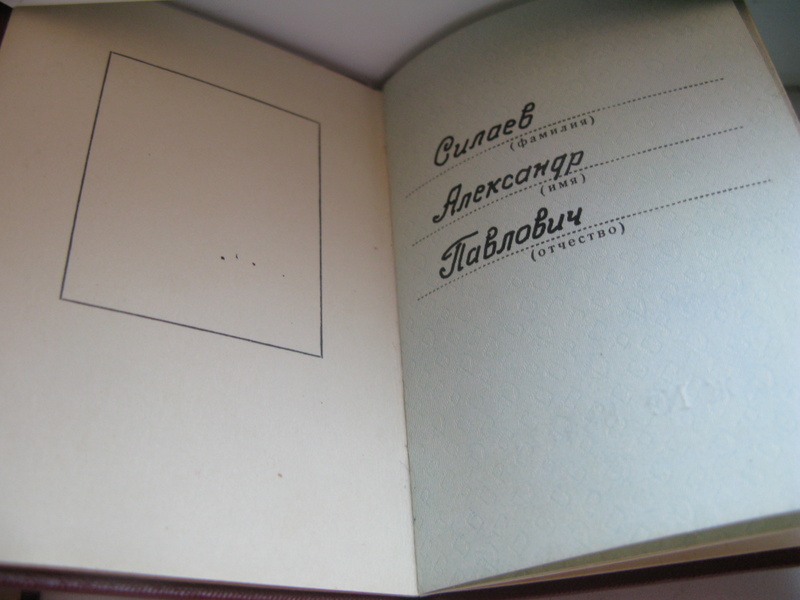 Силаев
(фамилия)
Александр
(имя)
Павлович
(отчество)